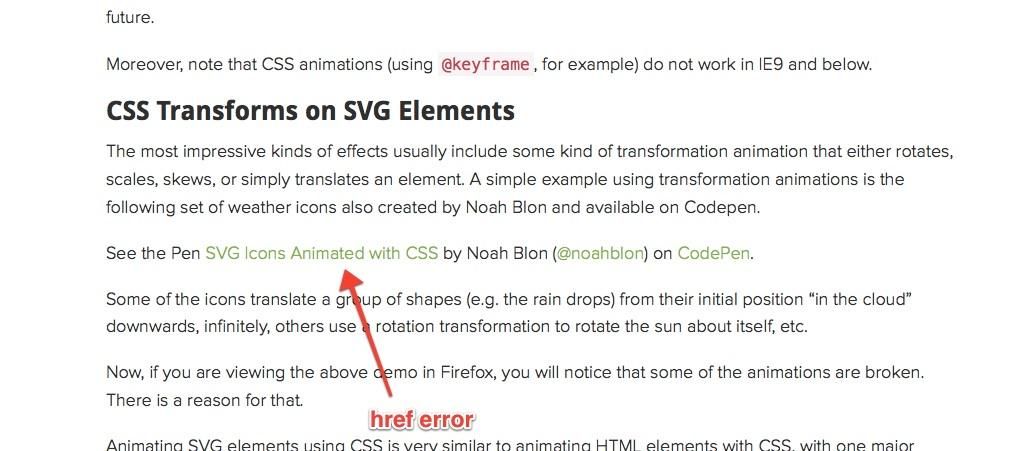 future.
Moreover, note that CSS animations (using @keyframe, for example) do not work in IE9 and below.
CSS Transforms on SVG Elements
The most impressive kinds of effects usually include some kind of transformation animation that either rotates,
scales, skews, or simply translates an element. A simple example using transformation animations is the
following set of weather icons also created by Noah Blon and available on Codepen.
See the Pen SVG Icons Animated with CSS by Noah Blon (@noahblon) on CodePen.
Some of the icons translate a group of shapes (e.g. the rain drops) from their initial position “in the cloud”
downwards, infinitely, others use a rotation transformation to rotate the sun about itself, etc.
Now, if you are viewing the above demo in Firefox, you will notice that some of the animations are broken.
There is a reason for that.
href error
Animating SVG elements using CSS is very similar to animating HTML elements with CSS, with one major